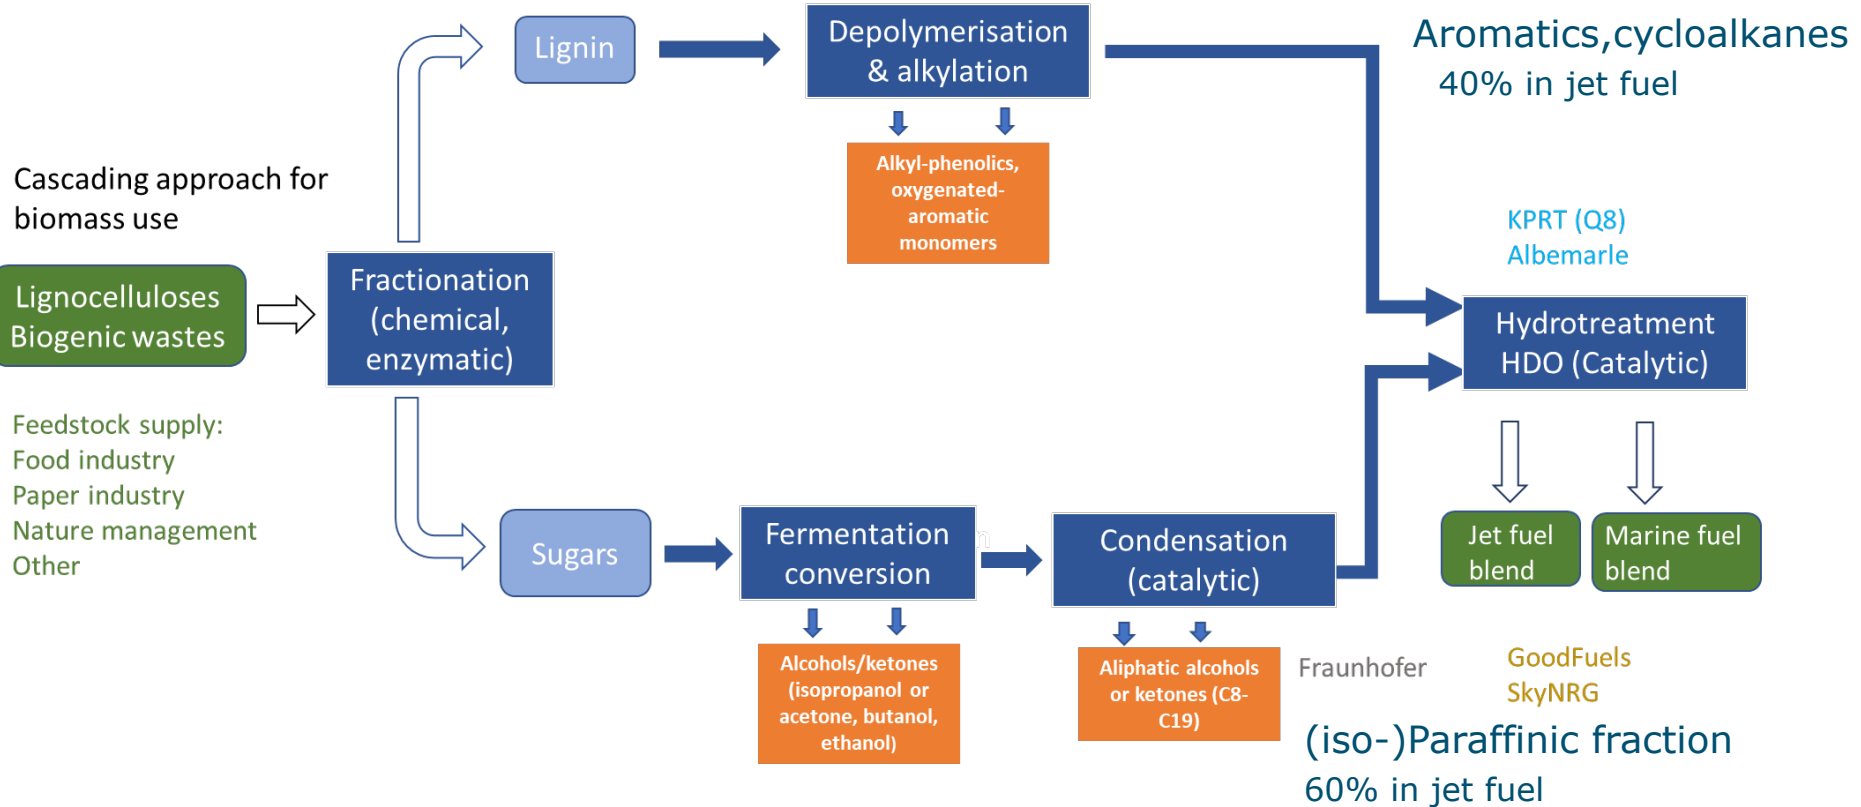 Lignin
Depolymerisation
& alkylation
Aromatics,cycloalkanes
40% in jet fuel
Alkyl-phenolics,
oxygenated-
aromatic
monomers
Cascading approach for
biomass use
KPRT (Q8)
Albemarle
Lignocelluloses
Biogenic wastes
Fractionation
(chemical,
enzymatic)
Hydrotreatment
HDO (Catalytic)
Feedstock supply:
Food industry
Paper industry
Nature management
Other
Sugars
Fermentation
conversion
Condensation
(catalytic)
Jet fuel
blend
Marine fuel
blend
Alcohols/ketones
(isopropanol or
acetone, butanol,
ethanol)
Aliphatic alcohols
or ketones (C8-
C19)
Fraunhofer
GoodFuels
SkyNRG
(iso-)Paraffinic fraction
60% in jet fuel